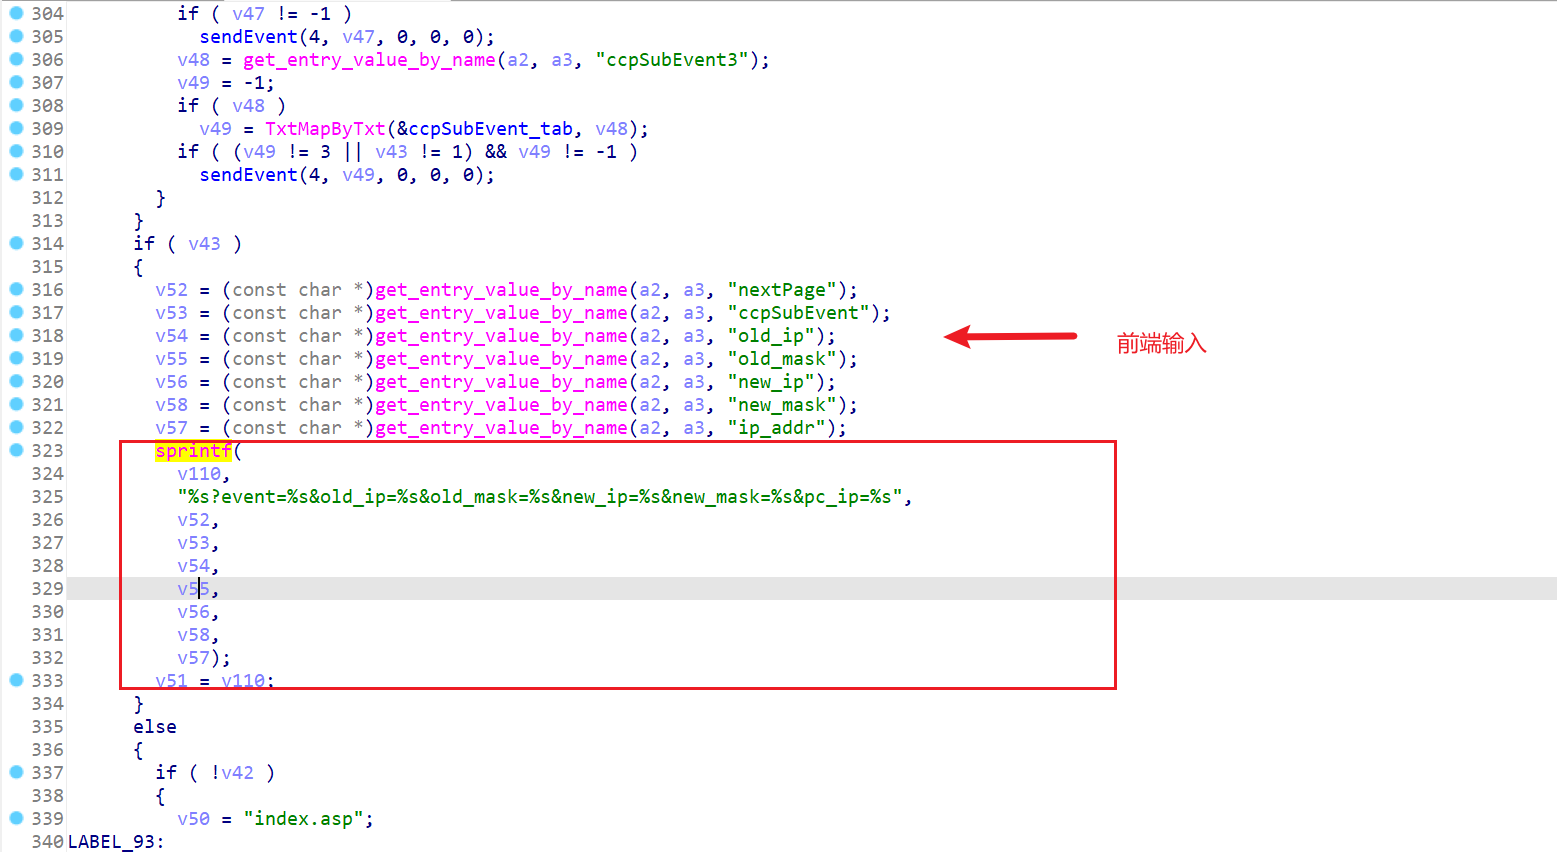 304 if ( v47 != -1 )
305 sendEvent(4, v47, 0, 0, 0);
306 v48 = get_entry_value_by_name(a2, a3, "ccpSubEvent3");
307 v49 = -1;
308 if ( v48 )
309 v49 = TxtMapByTxt(&ccpSubEvent_tab, v48);
310 if ( (v49 != 3 || v43 != 1) && v49 != -1 )
311 sendEvent(4, v49, 0, 0, 0);
312 }
313 }
314 if ( v43 )
315 {
316 v52 = (const char *)get_entry_value_by_name(a2, a3, "nextPage");
317 v53 = (const char *)get_entry_value_by_name(a2, a3, "ccpSubEvent");
318 v54 = (const char *)get_entry_value_by_name(a2, a3, "old_ip");
前端输入
319 v55 = (const char *)get_entry_value_by_name(a2, a3, "old_mask");
320 v56 = (const char *)get_entry_value_by_name(a2, a3, "new_ip");
321 v58 = (const char *)get_entry_value_by_name(a2, a3, "new_mask");
322 v57 = (const char *)get_entry_value_by_name(a2, a3, "ip_addr");
323 sprintf(
324 v110,
325 "%s?event=%s&old_ip=%s&old_mask=%s&new_ip=%s&new_mask=%s&pc_ip=%s",
326 v52,
327 v53,
328 v54,
329 v55,
330 v56,
331 v58,
332 v57);
333 v51 = v110;
334 }
335 else
336 {
337 if ( !v42 )
338 {
339 v50 = "index.asp";
340 LABEL_93: